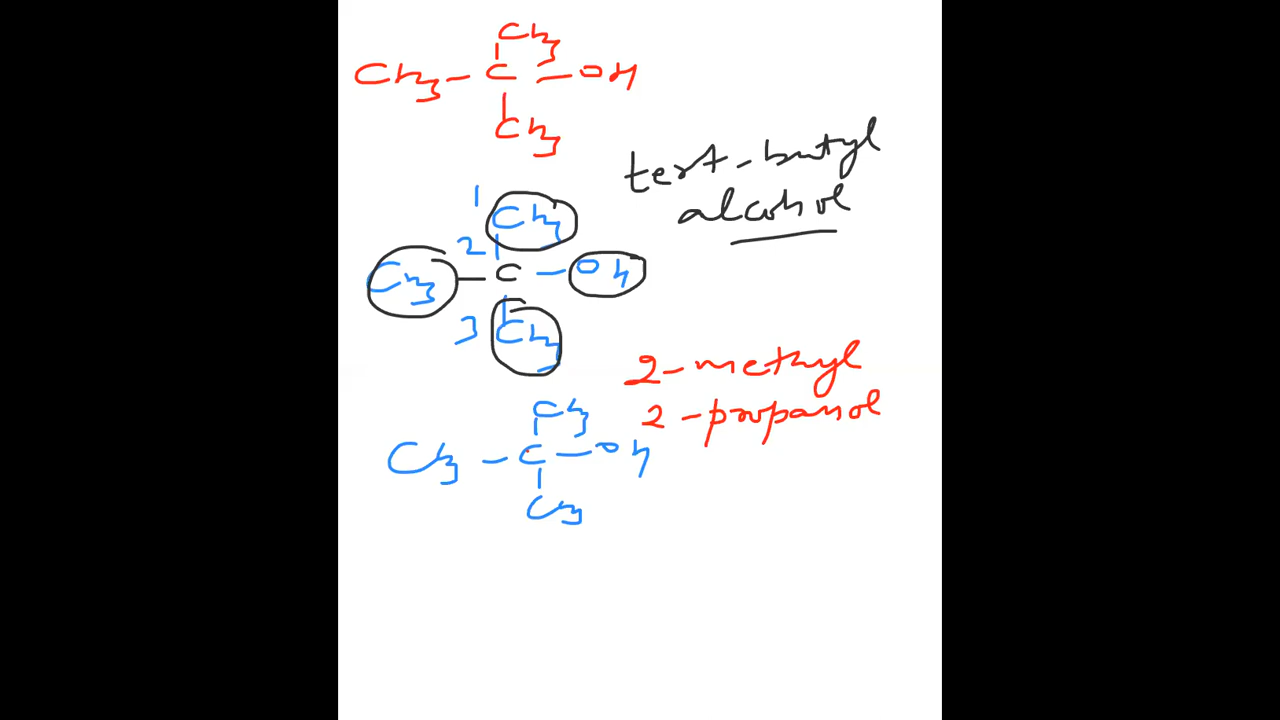 CH3
CH3 - C - OH
CH3
tert-butyl
alcohol
1 CH3
2
CH3 - C - OH
3 CH3
2-methyl
2-propanol
CH3
CH3 - C - OH
CH3